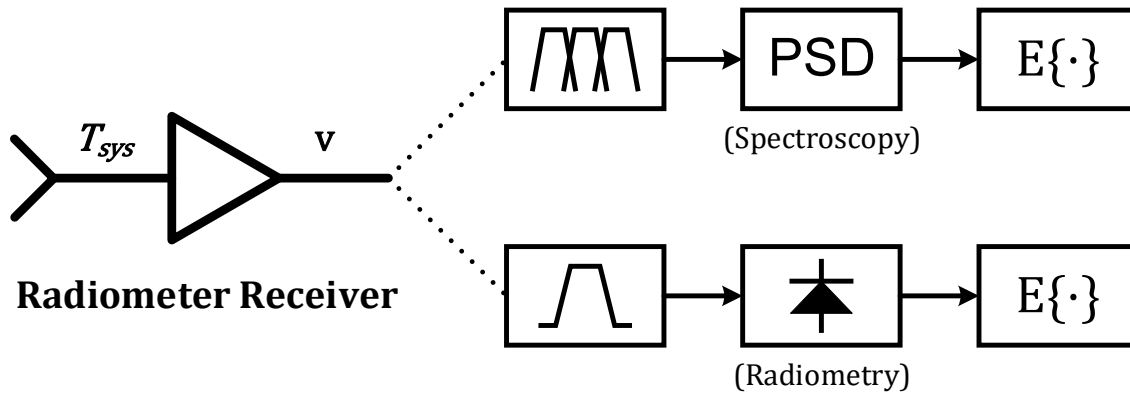 PSD
E{·}
(Spectroscopy)
T_sys
v
Radiometer Receiver
E{·}
(Radiometry)